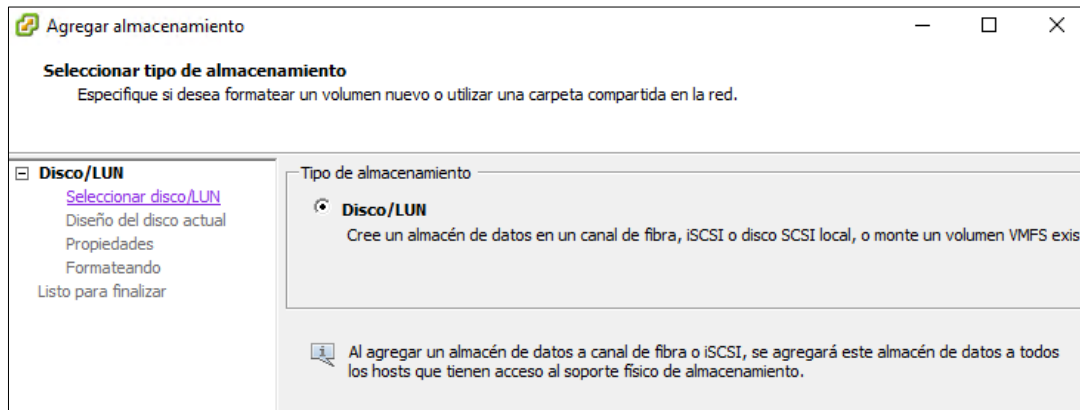 Agregar almacenamiento
Seleccionar tipo de almacenamiento
Especifique si desea formatear un volumen nuevo o utilizar una carpeta compartida en la red.
Disco/LUN
Seleccionar disco/LUN
Diseño del disco actual
Propiedades
Formateando
Listo para finalizar
Tipo de almacenamiento
Disco/LUN
Cree un almacén de datos en un canal de fibra, iSCSI o disco SCSI local, o monte un volumen VMFS exis
Al agregar un almacén de datos a canal de fibra o iSCSI, se agregará este almacén de datos a todos
los hosts que tienen acceso al soporte físico de almacenamiento.